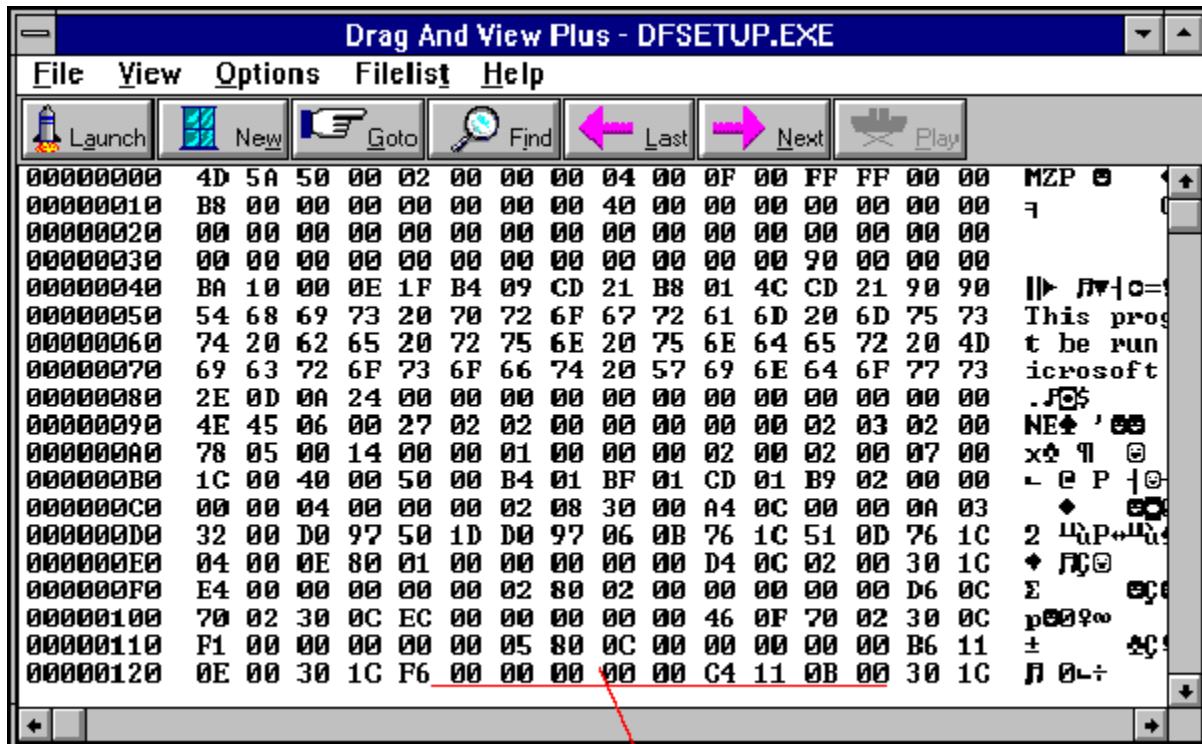 Drag And View Plus - DFSETUP.EXE
File View Options Filelist Help
Launch New Goto Find Last Next Play
00000000 4D 5A 50 00 02 00 00 00 04 00 0F 00 FF FF 00 00 MZP
00000010 B8 00 00 00 00 00 00 00 40 00 00 00 00 00 00 00
00000020 00 00 00 00 00 00 00 00 00 00 00 00 00 00 00 00
00000030 00 00 00 00 00 00 00 00 00 00 00 00 90 00 00 00
00000040 BA 10 00 0E 1F B4 09 CD 21 B8 01 4C CD 21 90 90
00000050 54 68 69 73 20 70 72 6F 67 72 61 6D 20 6D 75 73 This prog
00000060 74 20 62 65 20 72 75 6E 20 75 6E 64 65 72 20 4D t be run
00000070 69 63 72 6F 73 6F 66 74 20 57 69 6E 64 6F 77 73 icrosoft
00000080 2E 0D 0A 24 00 00 00 00 00 00 00 00 00 00 00 00 .♪◙$
00000090 4E 45 06 00 27 02 02 00 00 00 00 00 02 03 02 00 NE♠ '☻☻
000000A0 78 05 00 14 00 00 01 00 00 00 02 00 02 00 07 00 x♣ ¶ ☺
000000B0 1C 00 40 00 50 00 B4 01 BF 01 CD 01 B9 02 00 00 ∟ @ P ┤☺
000000C0 00 00 04 00 00 00 02 08 30 00 A4 0C 00 00 0A 03 ♦ ☻◘
000000D0 32 00 D0 97 50 1D D0 97 06 0B 76 1C 51 0D 76 1C 2 ╨ùP↔╨ù
000000E0 04 00 0E 80 01 00 00 00 00 00 D4 0C 02 00 30 1C ♦ ♫Ç☺
000000F0 E4 00 00 00 00 00 02 80 02 00 00 00 00 00 D6 0C Σ ☻Ç
00000100 70 02 30 0C EC 00 00 00 00 00 46 0F 70 02 30 0C p☻0♀∞
00000110 F1 00 00 00 00 00 05 80 0C 00 00 00 00 00 B6 11 ± ♣Ç
00000120 0E 00 30 1C F6 00 00 00 00 00 C4 11 0B 00 30 1C ♫ 0∟÷